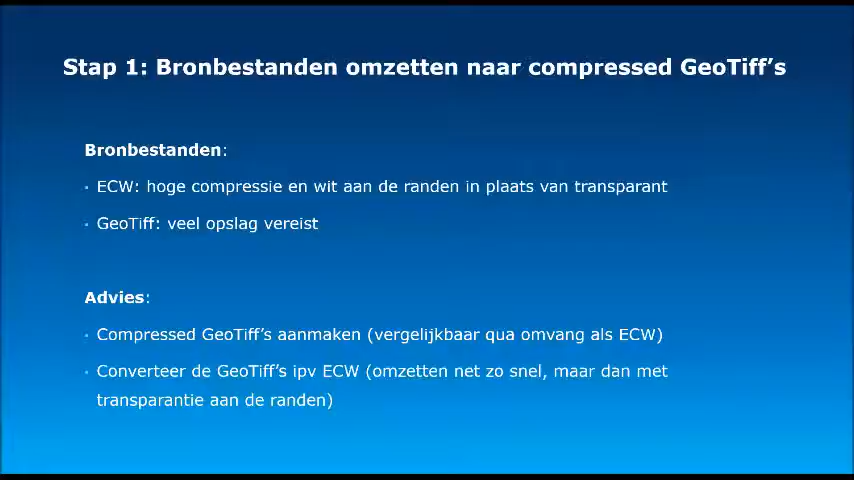 Stap 1: Bronbestanden omzetten naar compressed GeoTiff’s
Bronbestanden:
- ECW: hoge compressie en wit aan de randen in plaats van transparant
- GeoTiff: veel opslag vereist
Advies:
- Compressed GeoTiff’s aanmaken (vergelijkbaar qua omvang als ECW)
- Converteer de GeoTiff’s ipv ECW (omzetten net zo snel, maar dan met
transparantie aan de randen)